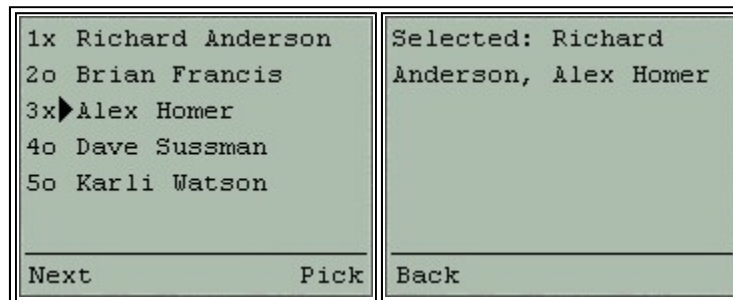 1x Richard Anderson
2o Brian Francis
3x▶Alex Homer
4o Dave Sussman
5o Karli Watson
Next Pick
Selected: Richard
Anderson, Alex Homer
Back